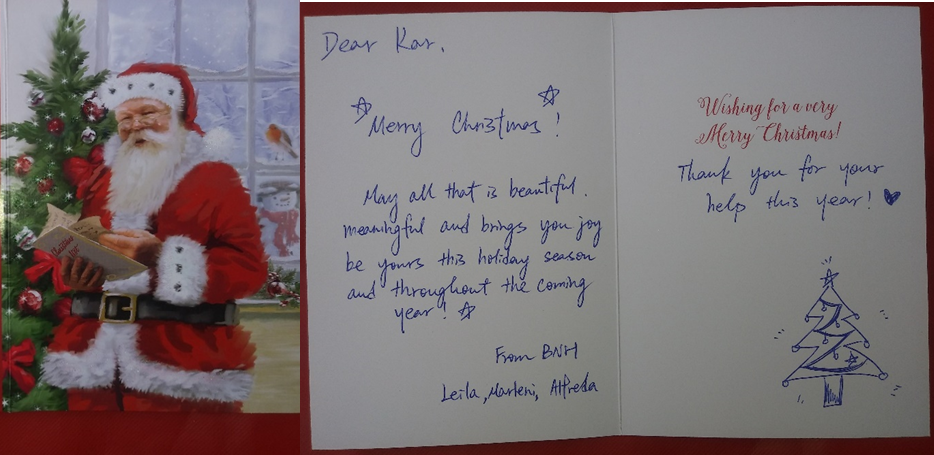 Dear Kar,
Merry Christmas!
May all that is beautiful.
meaningful and brings you joy
be yours this holiday season
and throughout the coming
year!
From BNH
Leila, Marleni, Alfreda
Wishing for a very
Merry Christmas!
Thank you for your
help this year!